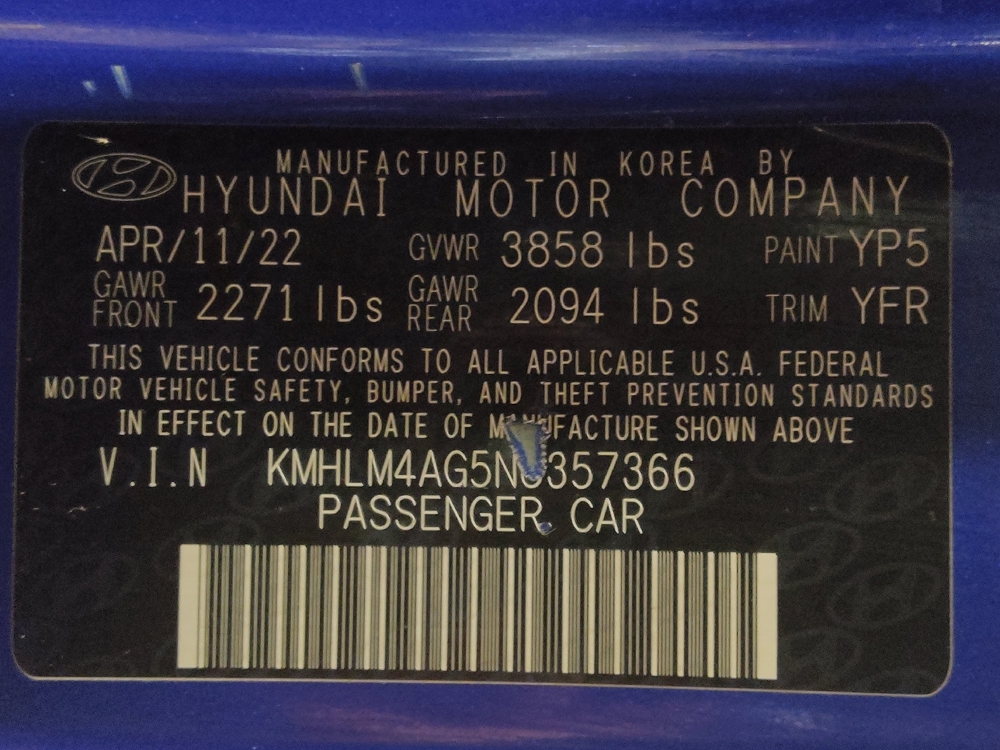 MANUFACTURED IN KOREA BY
HYUNDAI MOTOR COMPANY
APR/11/22 GVWR 3858 lbs PAINT YP5
GAWR FRONT 2271 lbs GAWR REAR 2094 lbs TRIM YFR
THIS VEHICLE CONFORMS TO ALL APPLICABLE U.S.A. FEDERAL
MOTOR VEHICLE SAFETY, BUMPER, AND THEFT PREVENTION STANDARDS
IN EFFECT ON THE DATE OF MANUFACTURE SHOWN ABOVE
V.I.N KMHLM4AG5NU357366
PASSENGER CAR